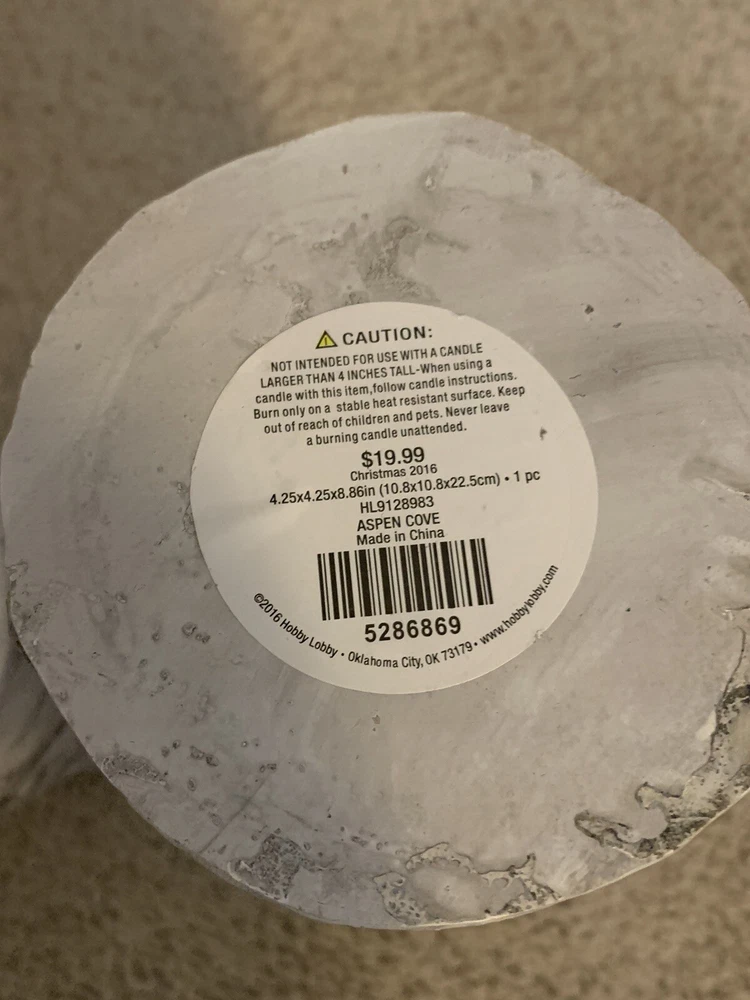 CAUTION:
NOT INTENDED FOR USE WITH A CANDLE
LARGER THAN 4 INCHES TALL-When using a
candle with this item,follow candle instructions.
Burn only on a stable heat resistant surface. Keep
out of reach of children and pets. Never leave
a burning candle unattended.
$19.99
Christmas 2016
4.25x4.25x8.86in (10.8x10.8x22.5cm) • 1 pc
HL9128983
ASPEN COVE
Made in China
5286869
©2016 Hobby Lobby • Oklahoma City, OK 73179 • www.hobbylobby.com